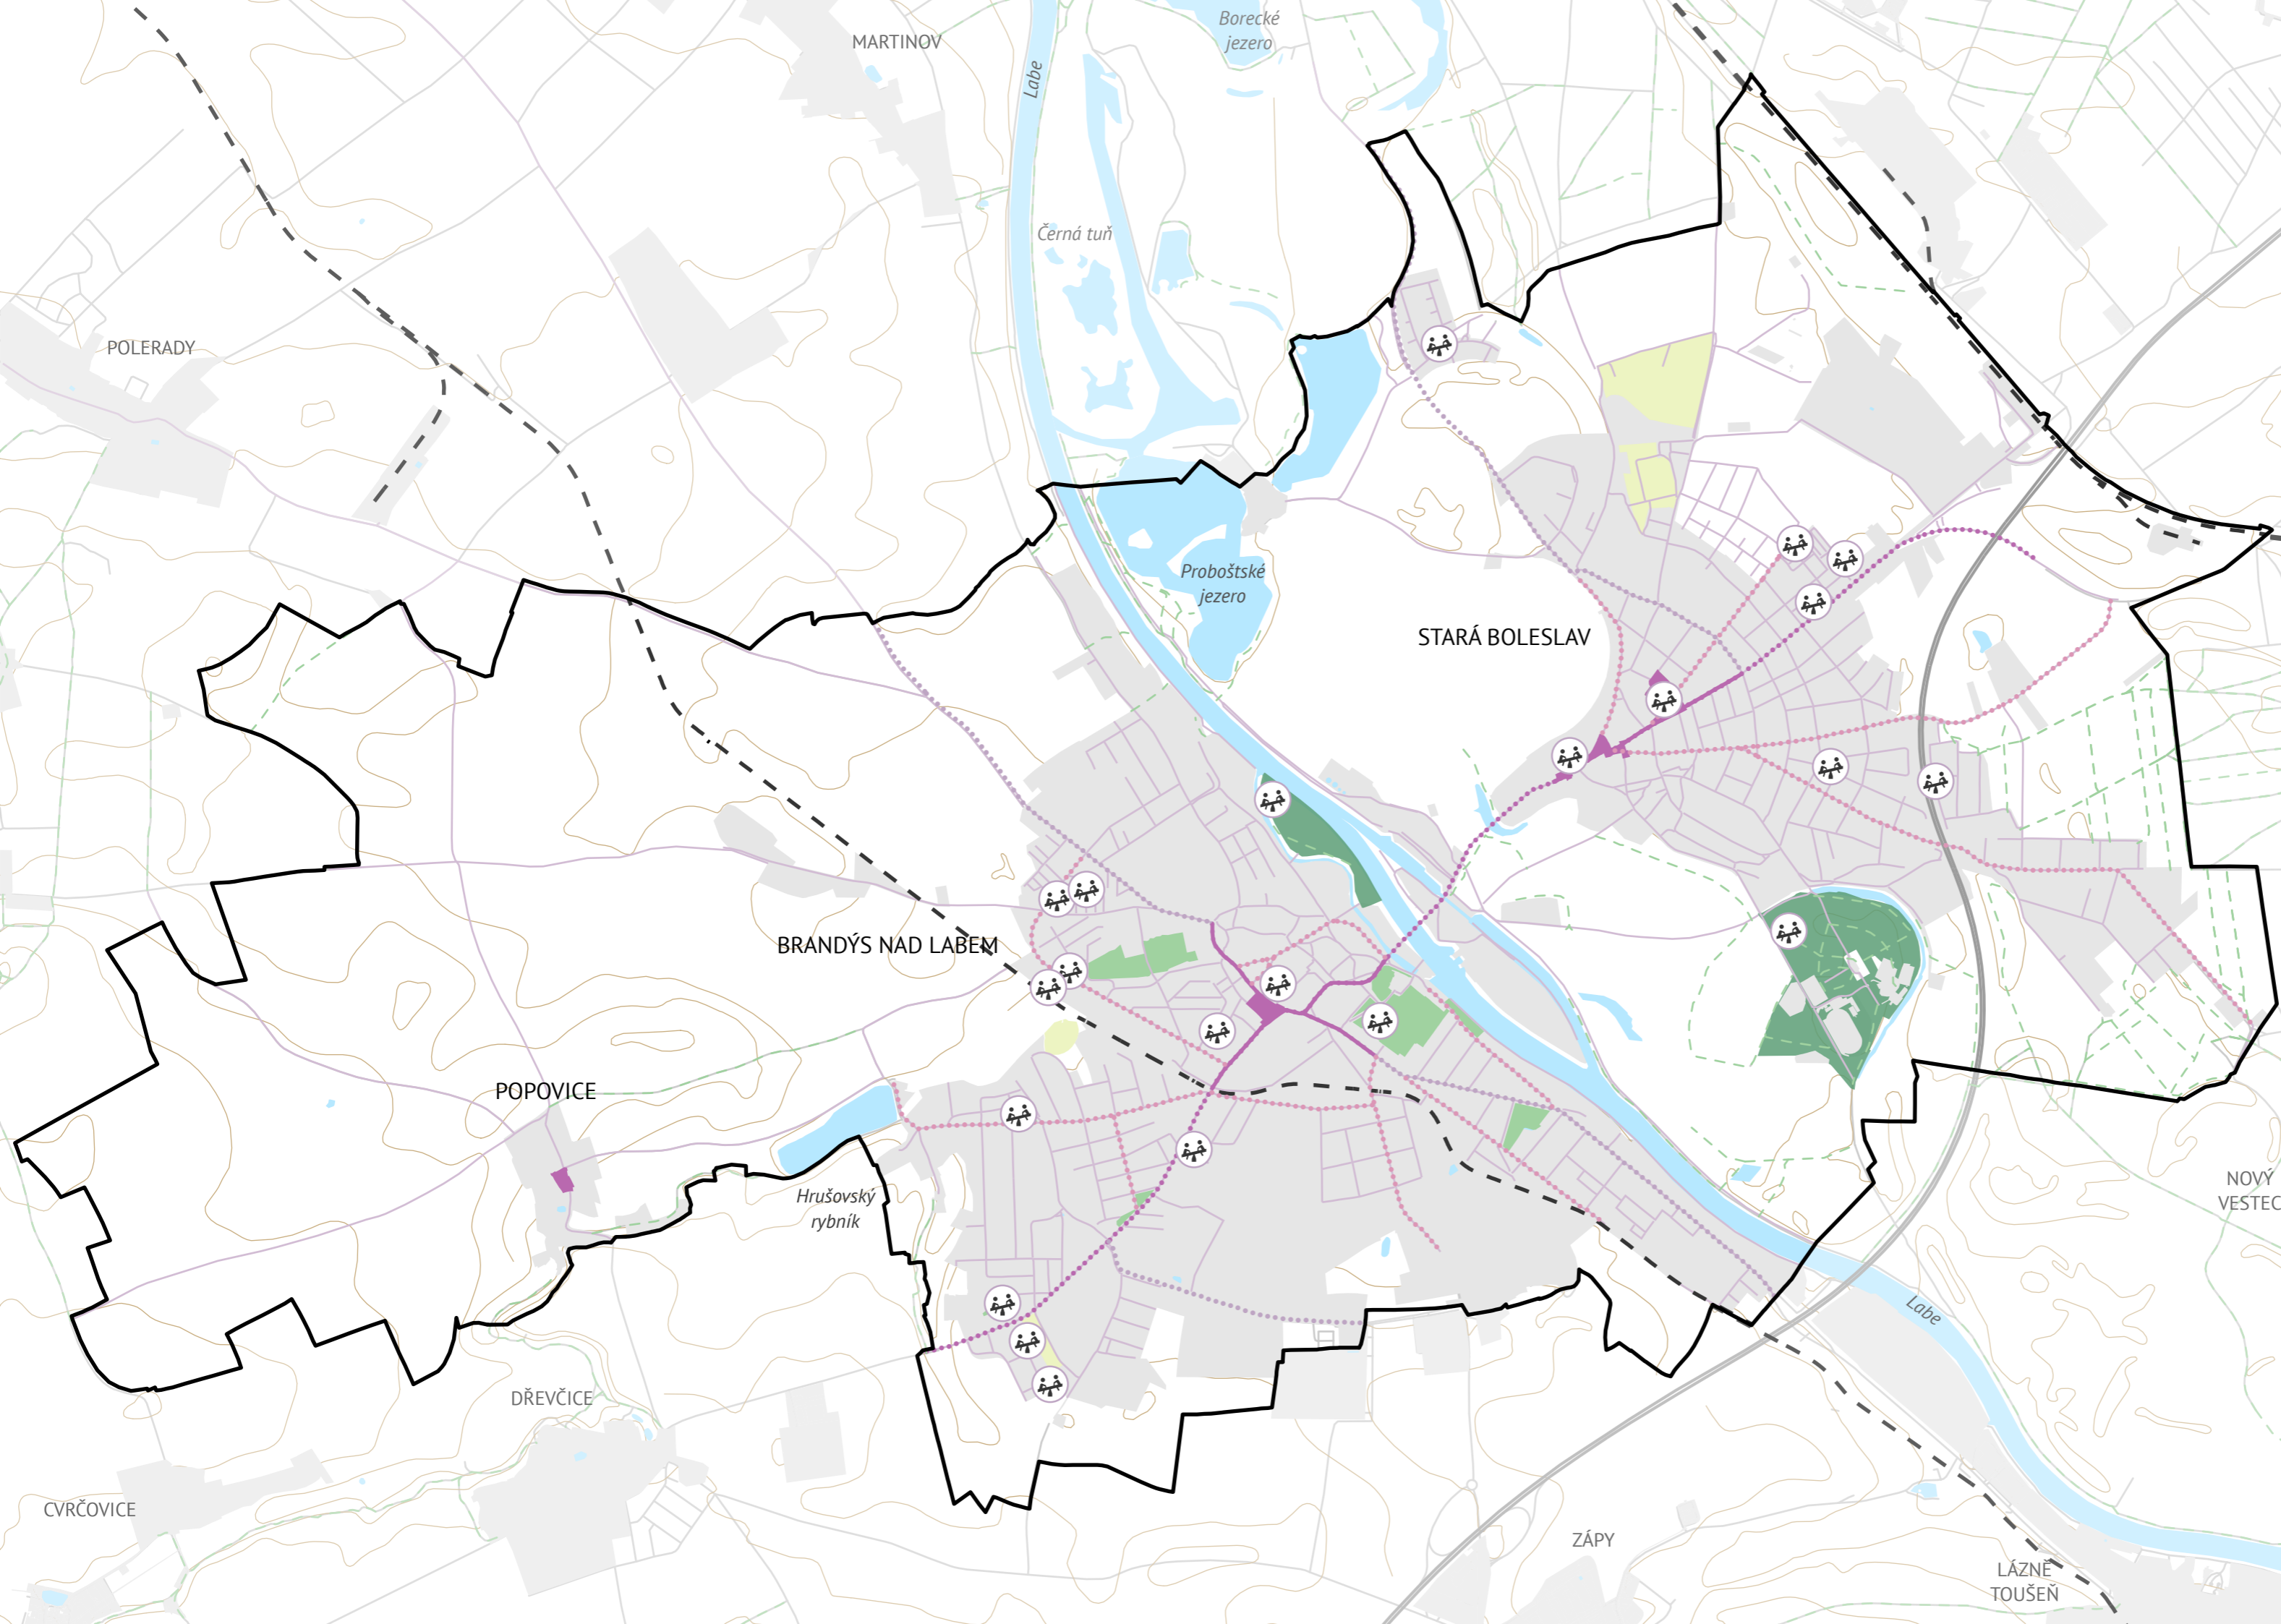 Borecké
jezero
MARTINOV
Labe
Černá tuň
POLERADY
Proboštské
jezero
STARÁ BOLESLAV
BRANDÝS NAD LABEM
POPOVICE
Hrušovský
rybník
NOVÝ
VESTEC
Labe
DŘEVČICE
CVRČOVICE
ZÁPY
LÁZNĚ
TOUŠEŇ